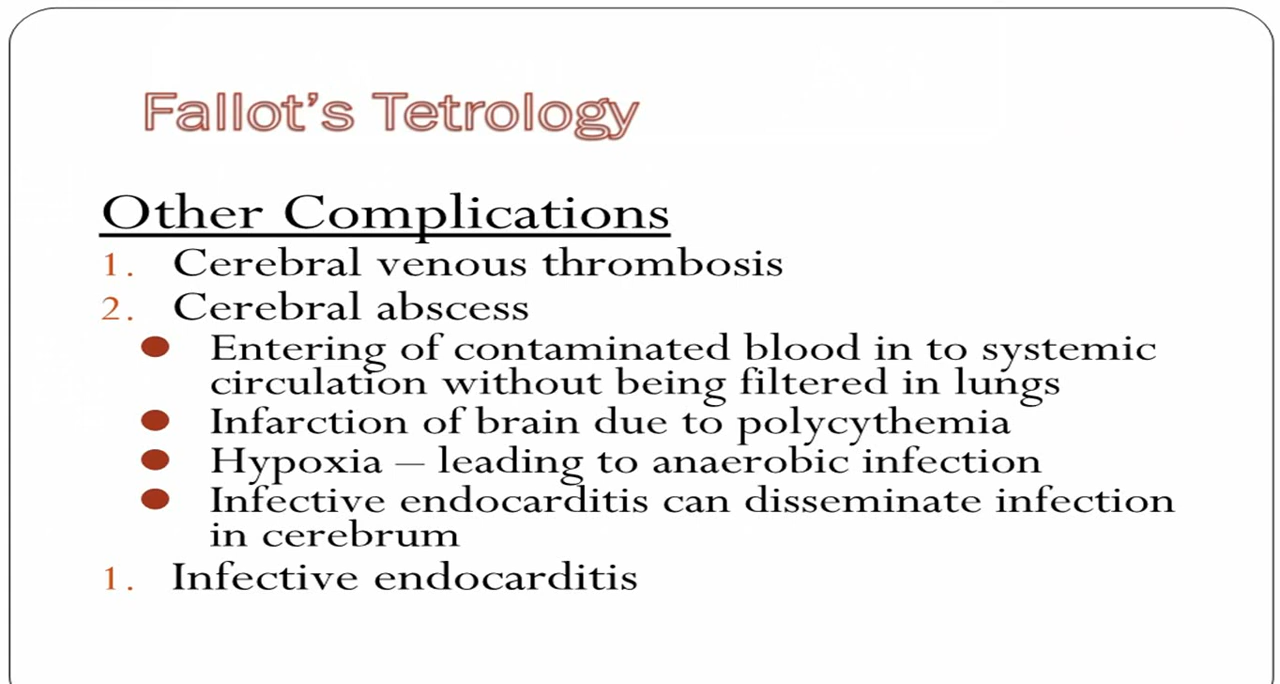 Fallot’s Tetrology
Other Complications
1. Cerebral venous thrombosis
2. Cerebral abscess
● Entering of contaminated blood in to systemic
circulation without being filtered in lungs
● Infarction of brain due to polycythemia
● Hypoxia – leading to anaerobic infection
● Infective endocarditis can disseminate infection
in cerebrum
1. Infective endocarditis